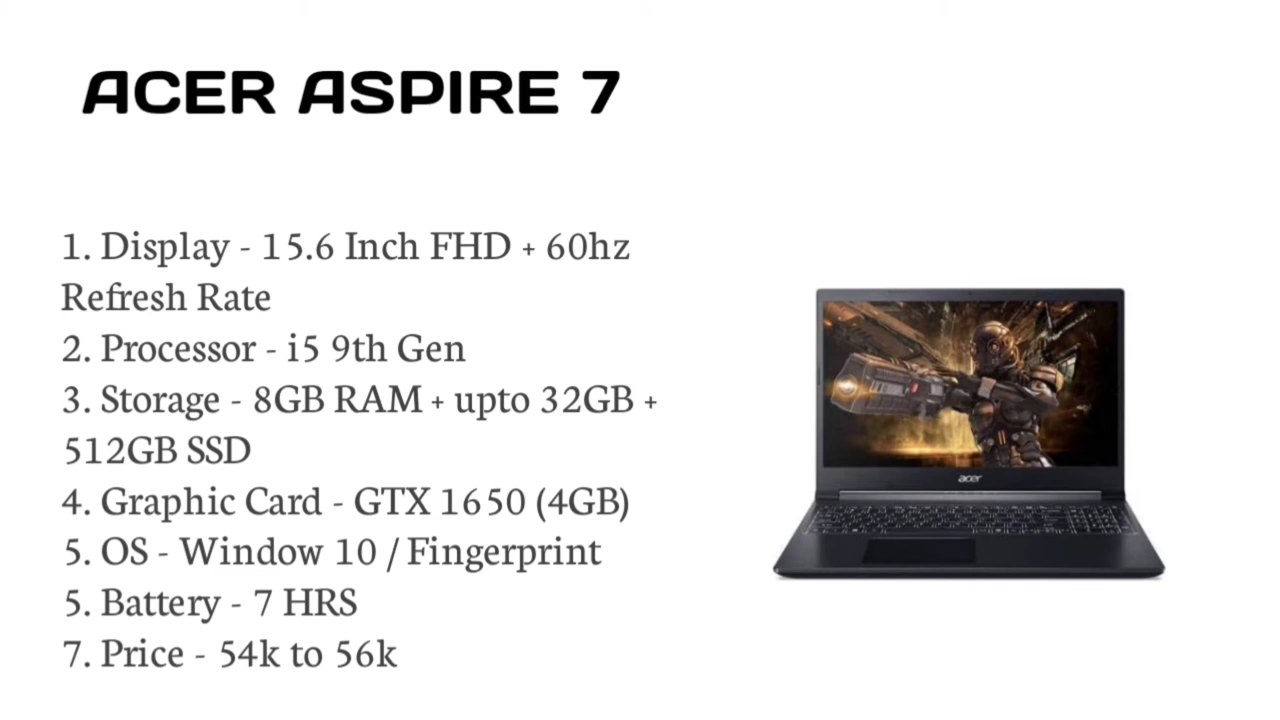 ACER ASPIRE 7
1. Display - 15.6 Inch FHD + 60hz
Refresh Rate
2. Processor - i5 9th Gen
3. Storage - 8GB RAM + upto 32GB +
512GB SSD
4. Graphic Card - GTX 1650 (4GB)
5. OS - Window 10 / Fingerprint
5. Battery - 7 HRS
7. Price - 54k to 56k
acer